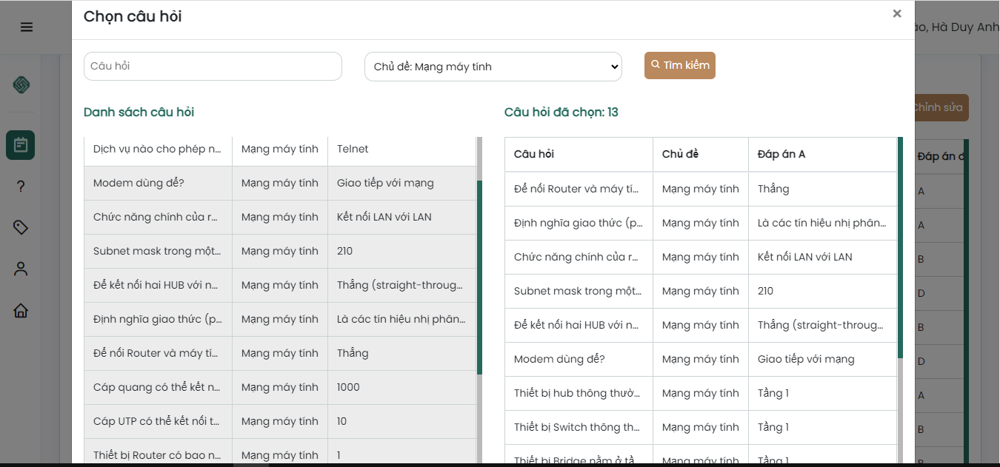 Chọn câu hỏi
×
ào, Hà Duy Anh
Câu hỏi
Chủ đề: Mạng máy tính
Tìm kiếm
Chỉnh sửa
Danh sách câu hỏi
Dịch vụ nào cho phép n... Mạng máy tính Telnet
Modem dùng để? Mạng máy tính Giao tiếp với mạng
Chức năng chính của r... Mạng máy tính Kết nối LAN với LAN
Subnet mask trong một... Mạng máy tính 210
Để kết nối hai HUB với n... Mạng máy tính Thẳng (straight-throug...
Định nghĩa giao thức (p... Mạng máy tính Là các tín hiệu nhị phân...
Để nối Router và máy tí... Mạng máy tính Thẳng
Cáp quang có thể kết n... Mạng máy tính 1000
Cáp UTP có thể kết nối t... Mạng máy tính 10
Thiết bị Router có bao n... Mạng máy tính 1
Câu hỏi đã chọn: 13
Câu hỏi Chủ đề Đáp án A
Để nối Router và máy tí... Mạng máy tính Thẳng
Định nghĩa giao thức (p... Mạng máy tính Là các tín hiệu nhị phân...
Chức năng chính của r... Mạng máy tính Kết nối LAN với LAN
Subnet mask trong một... Mạng máy tính 210
Để kết nối hai HUB với n... Mạng máy tính Thẳng (straight-throug...
Modem dùng để? Mạng máy tính Giao tiếp với mạng
Thiết bị hub thông thườ... Mạng máy tính Tầng 1
Thiết bị Switch thông th... Mạng máy tính Tầng 1
Thiết bị Bridge nằm ở tầ... Mạng máy tính Tầng 1
Đáp án đ
A
A
B
D
B
D
A
B
B